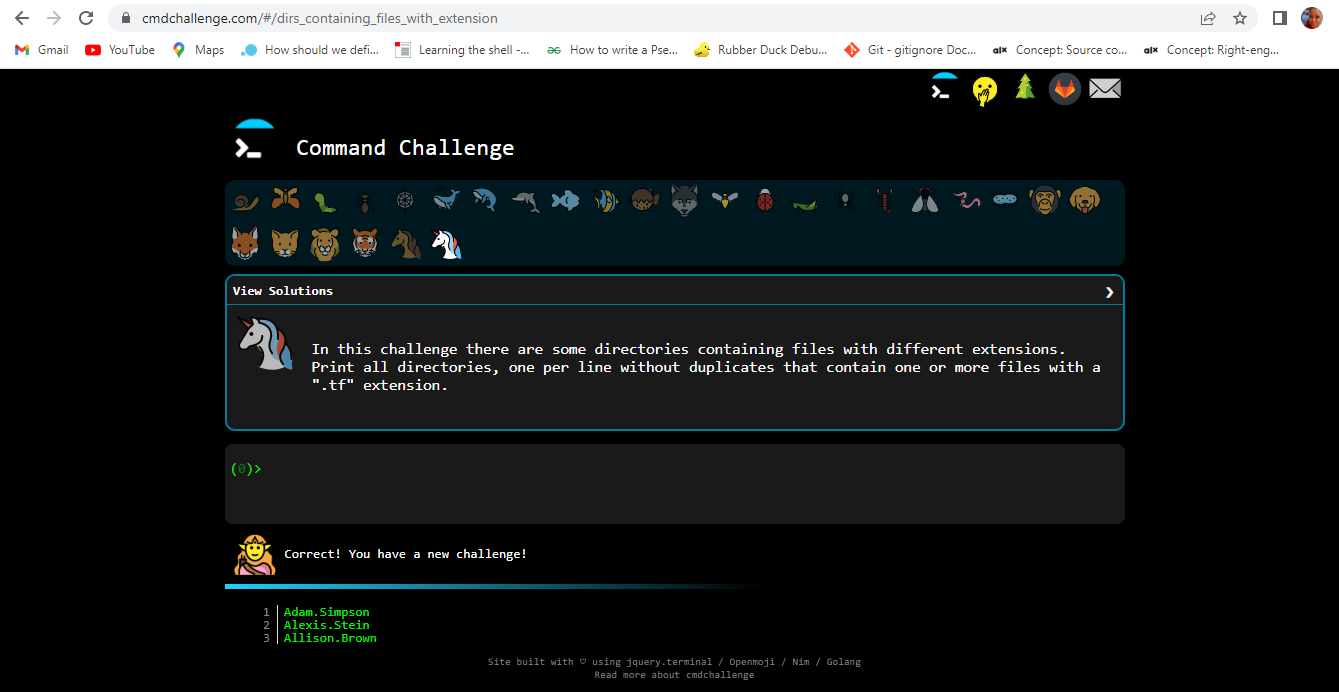 cmdchallenge.com/#/dirs_containing_files_with_extension
Gmail
YouTube
Maps
How should we defi...
Learning the shell -...
How to write a Pse...
Rubber Duck Debu...
Git - gitignore Doc...
alx
Concept: Source co...
alx
Concept: Right-eng...
Command Challenge
View Solutions
In this challenge there are some directories containing files with different extensions.
Print all directories, one per line without duplicates that contain one or more files with a
".tf" extension.
(0)>
Correct! You have a new challenge!
1 Adam.Simpson
2 Alexis.Stein
3 Allison.Brown
Site built with ♡ using jquery.terminal / Openmoji / Nim / Golang
Read more about cmdchallenge